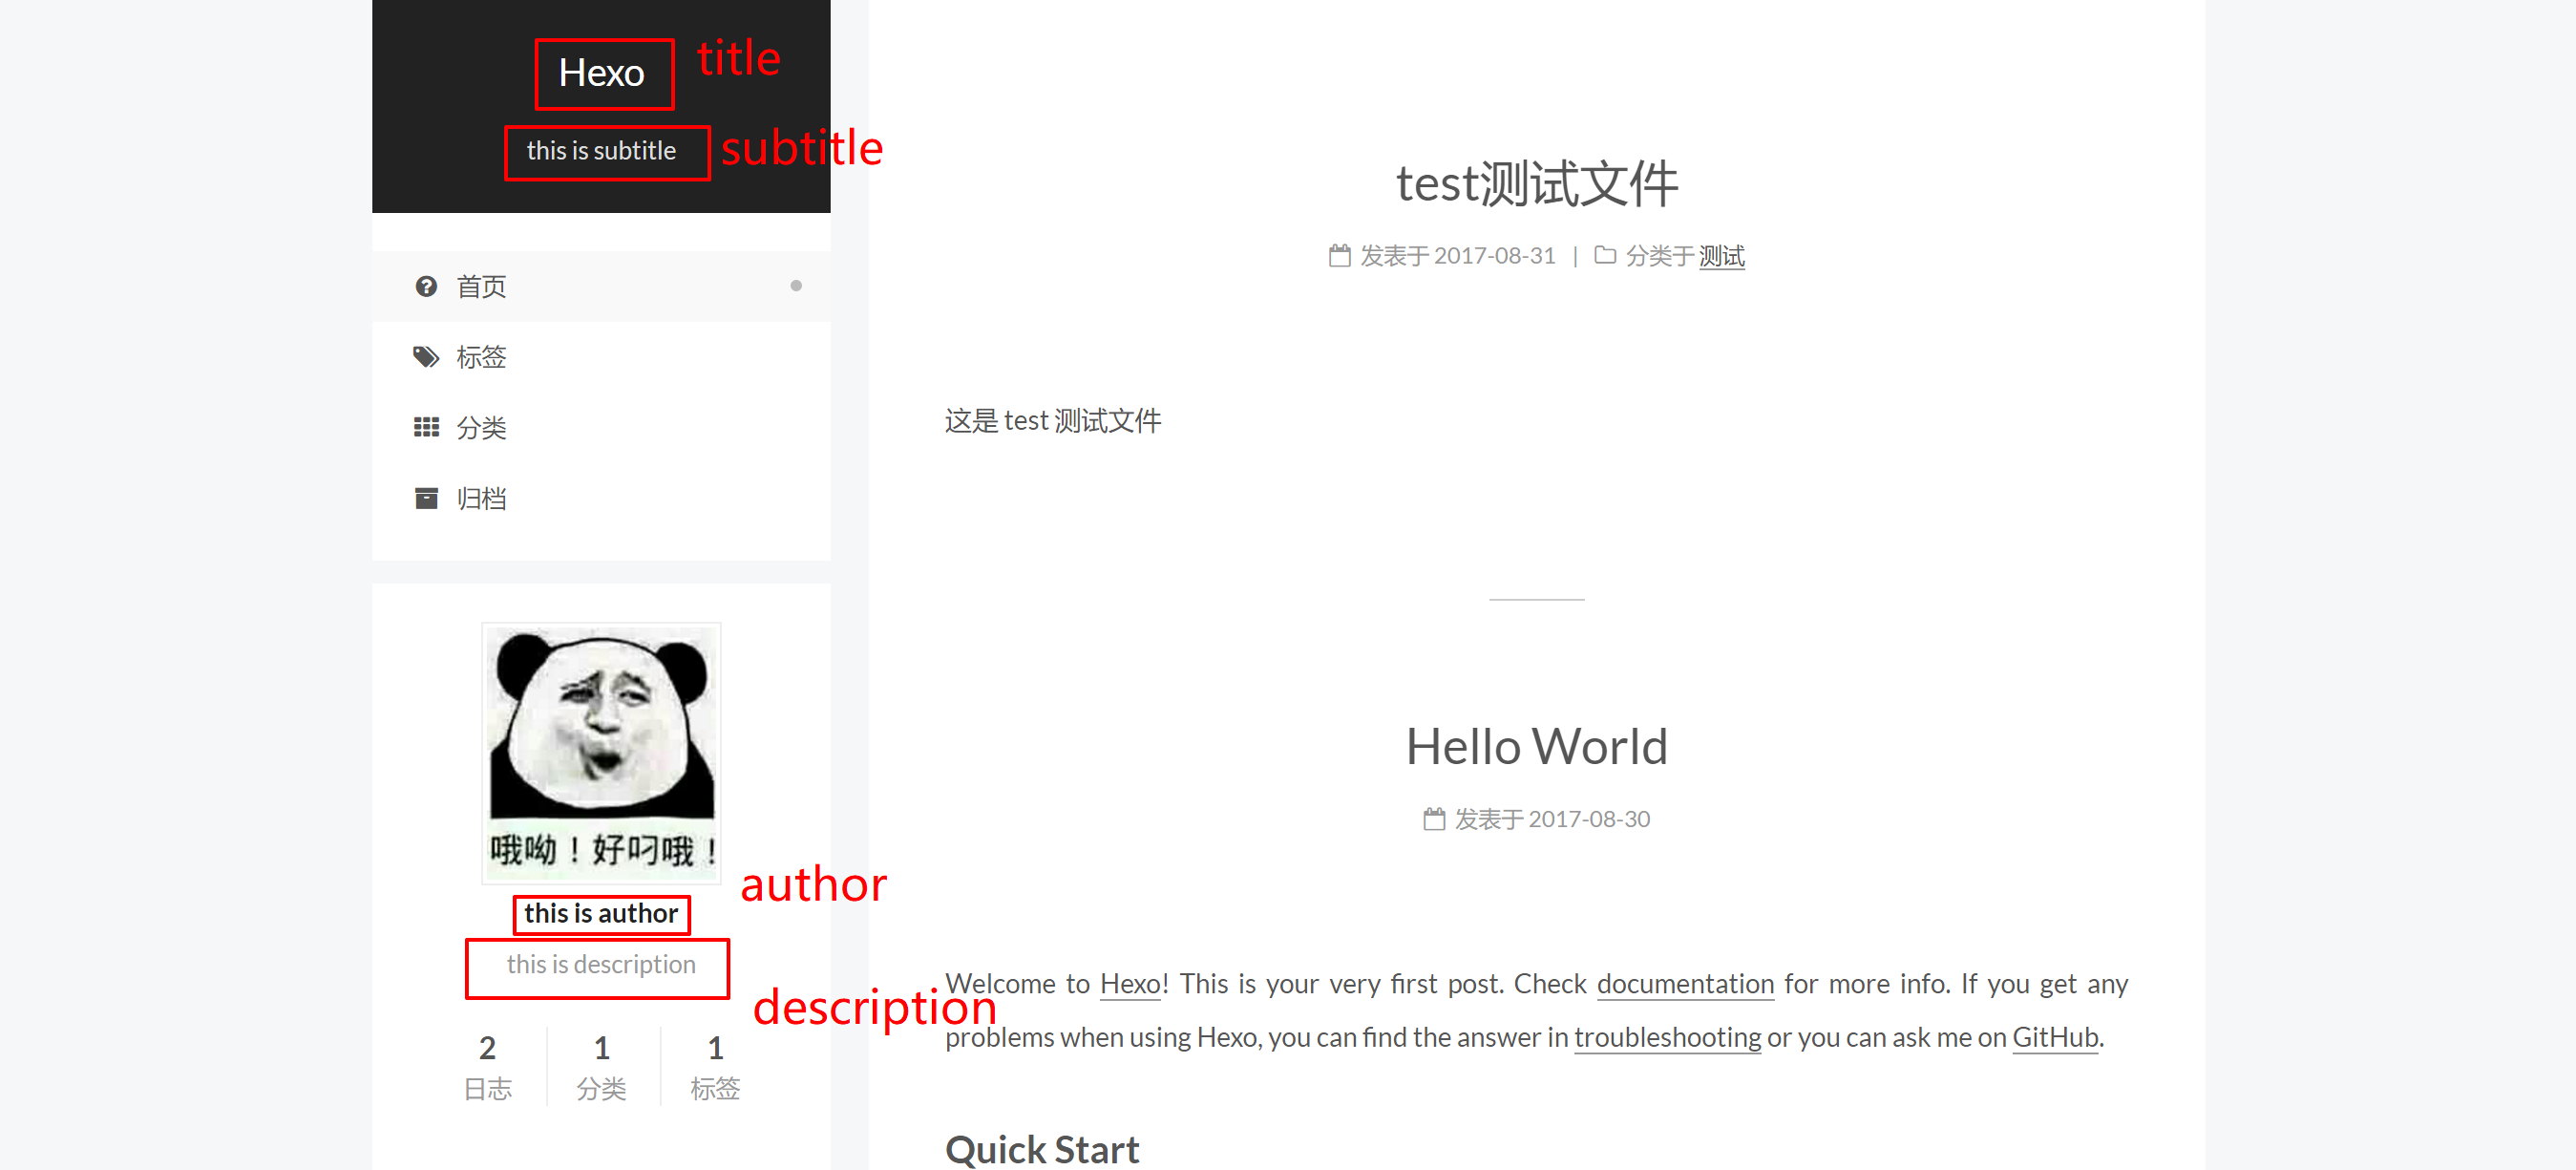 Hexo
title
this is subtitle
subtitle
首页
标签
分类
归档
哦呦！好叼哦！
this is author
author
this is description
description
2
日志
1
分类
1
标签
test测试文件
发表于 2017-08-31 | 分类于 测试
这是 test 测试文件
Hello World
发表于 2017-08-30
Welcome to Hexo! This is your very first post. Check documentation for more info. If you get any
problems when using Hexo, you can find the answer in troubleshooting or you can ask me on GitHub.
Quick Start